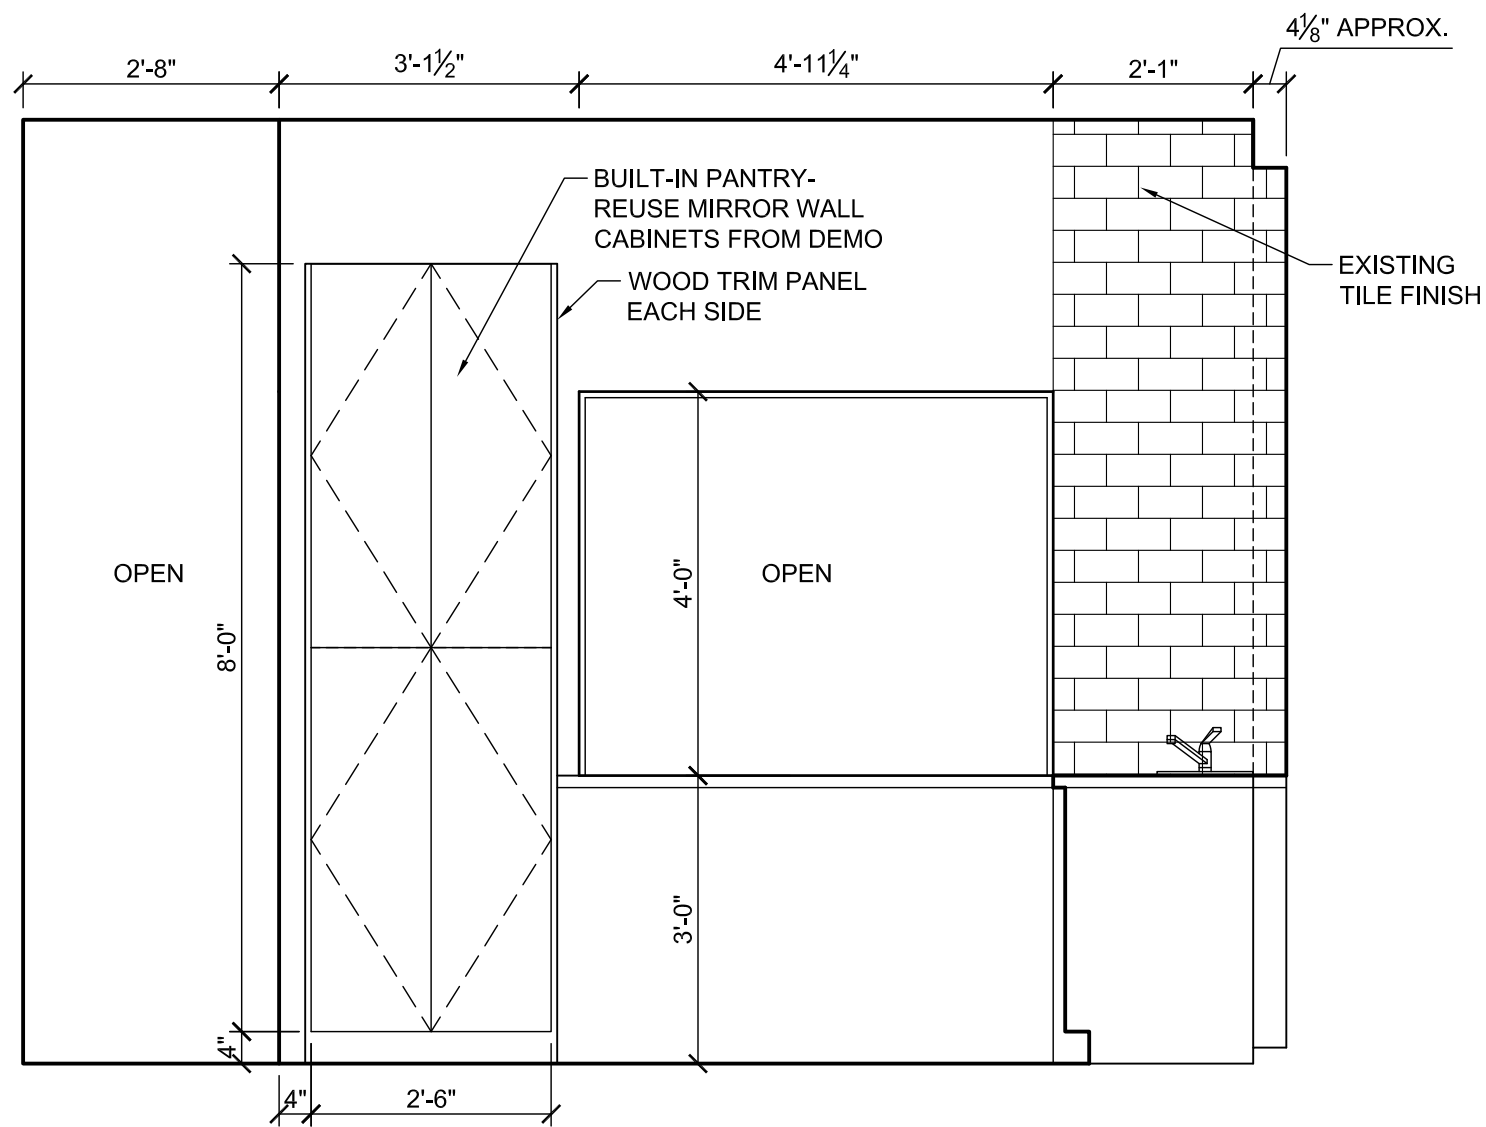 4⅛" APPROX.
2'-8"
3'-1½"
4'-11¼"
2'-1"
BUILT-IN PANTRY-
REUSE MIRROR WALL
CABINETS FROM DEMO
WOOD TRIM PANEL
EACH SIDE
EXISTING
TILE FINISH
OPEN
OPEN
4'-0"
8'-0"
3'-0"
4"
4"
2'-6"